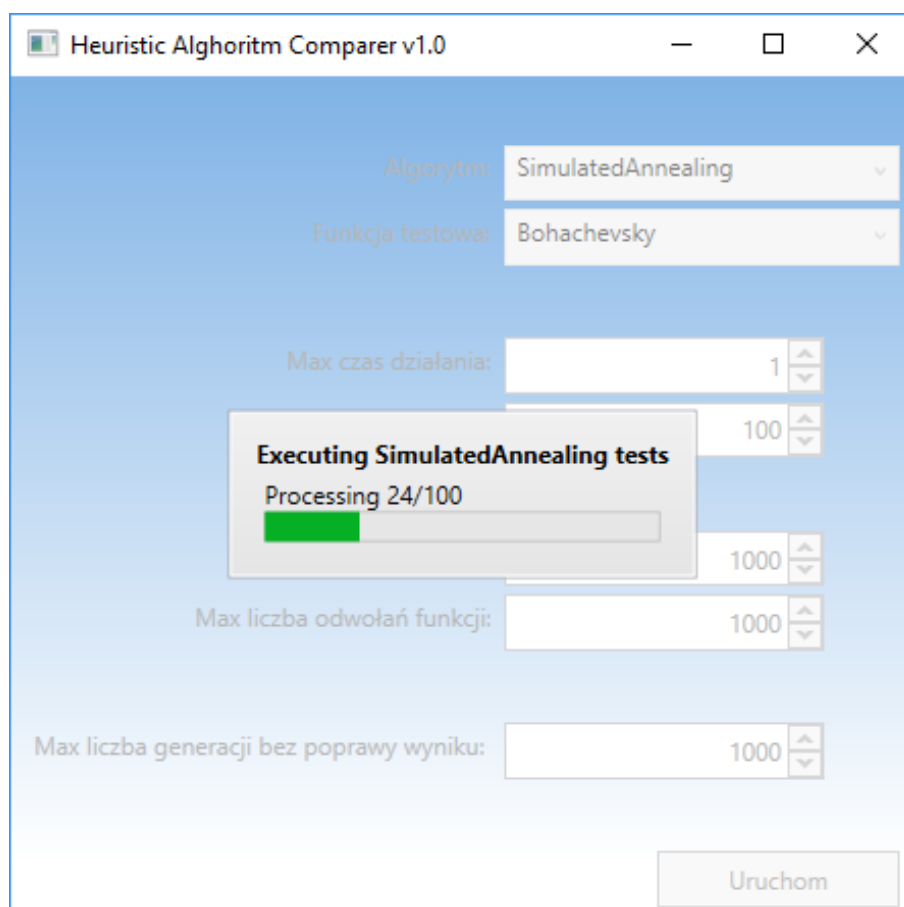 Heuristic Alghoritm Comparer v1.0
Algorytm: SimulatedAnnealing
Funkcja testowa: Bohachevsky
Max czas działania: 1
100
Executing SimulatedAnnealing tests
Processing 24/100
1000
Max liczba odwołań funkcji: 1000
Max liczba generacji bez poprawy wyniku: 1000
Uruchom